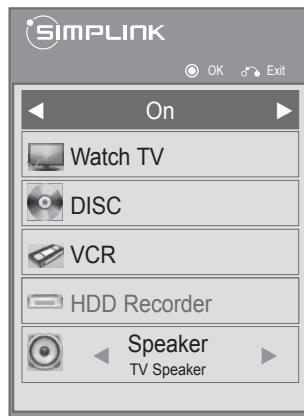 SIMPLINK
OK Exit
On
Watch TV
DISC
VCR
HDD Recorder
Speaker
TV Speaker